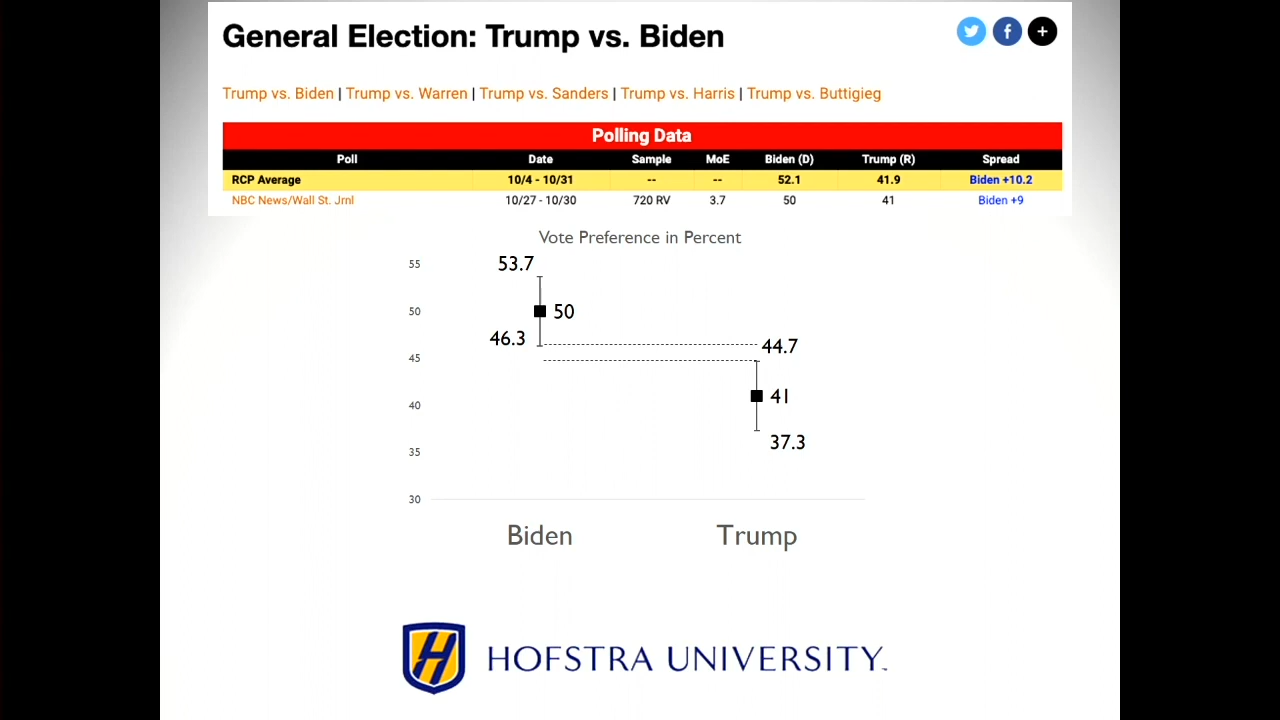 General Election: Trump vs. Biden
Trump vs. Biden | Trump vs. Warren | Trump vs. Sanders | Trump vs. Harris | Trump vs. Buttigieg
Polling Data
Poll Date Sample MoE Biden (D) Trump (R) Spread
RCP Average 10/4 - 10/31 -- -- 52.1 41.9 Biden +10.2
NBC News/Wall St. Jrnl 10/27 - 10/30 720 RV 3.7 50 41 Biden +9
Vote Preference in Percent
55 53.7
50 50
46.3 44.7
45
40 41
35 37.3
30
Biden Trump
HOFSTRA UNIVERSITY™